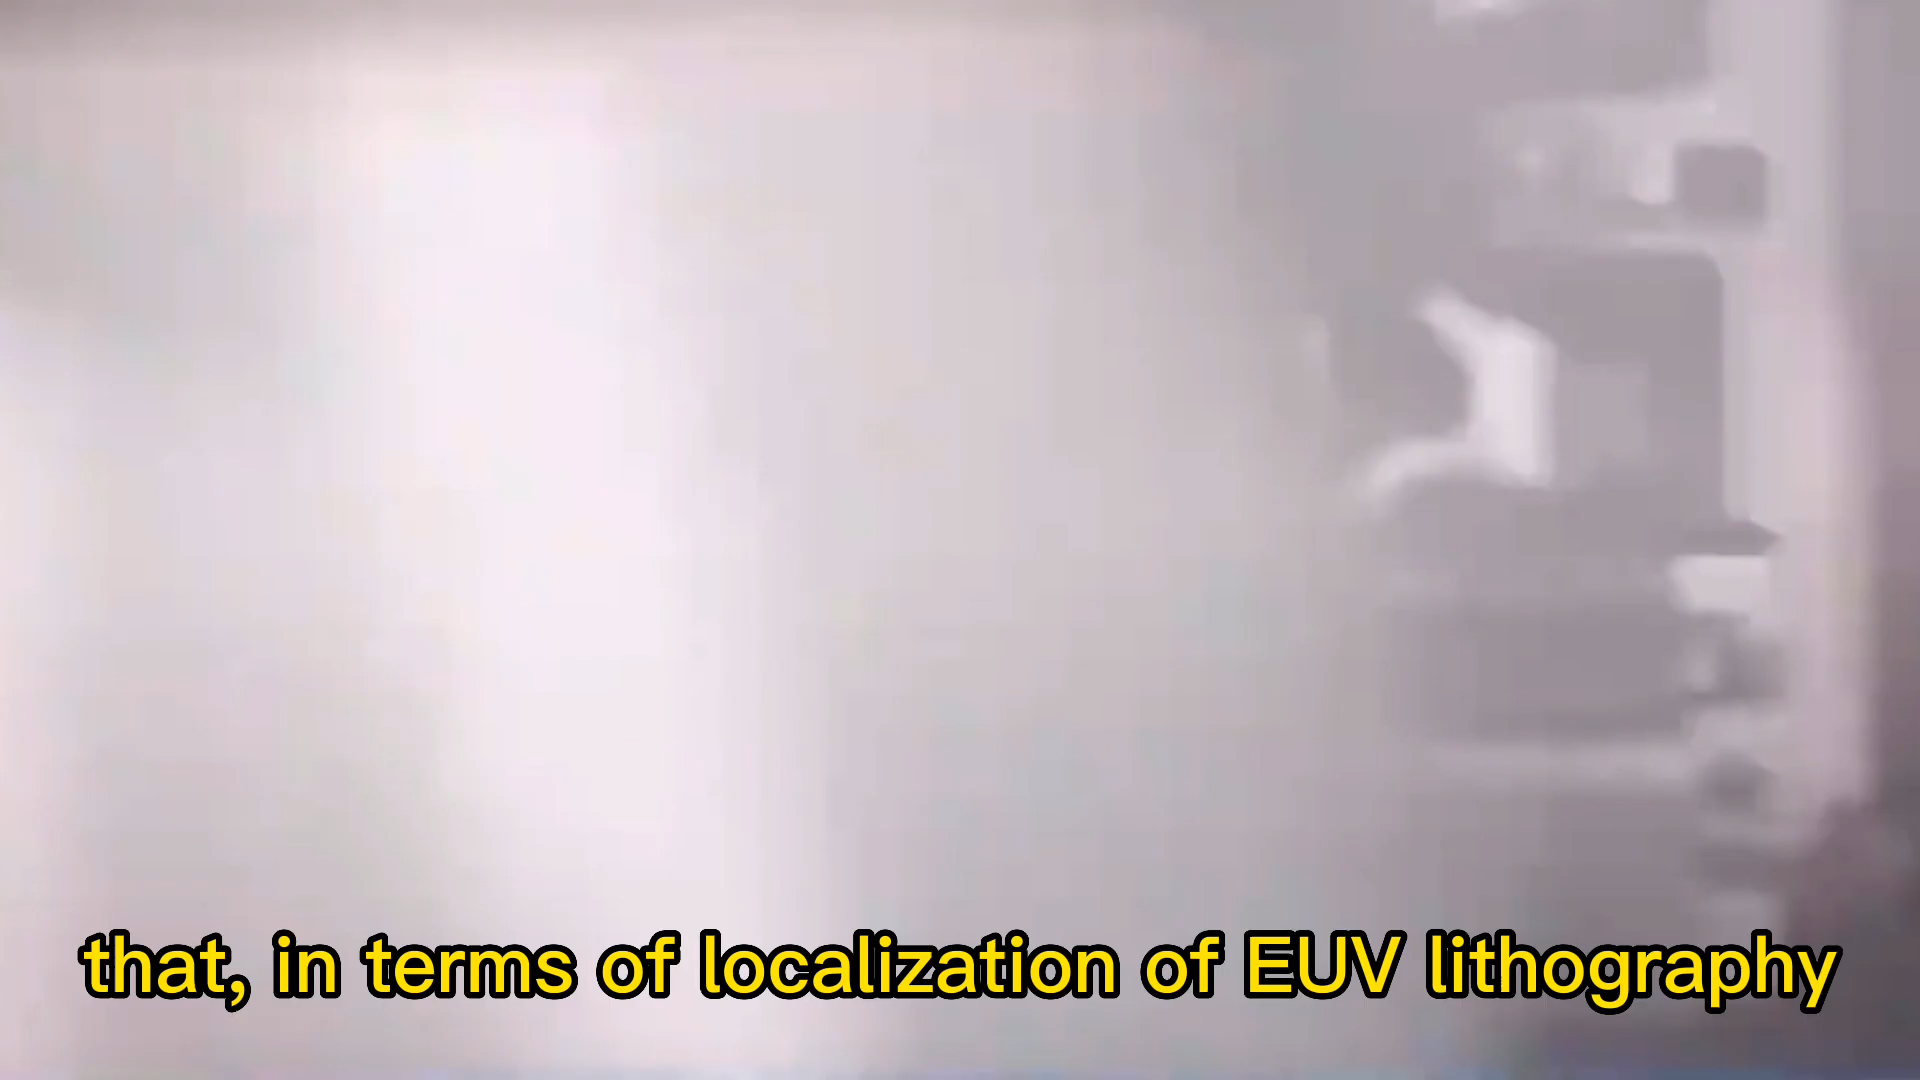 that, in terms of localization of EUV lithography